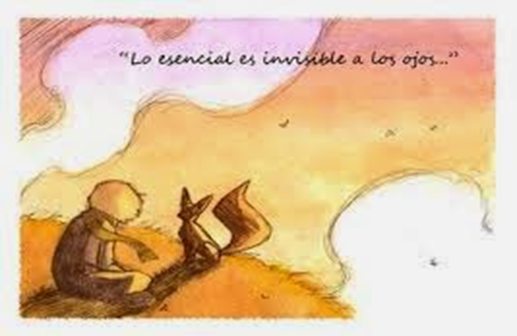 “Lo esencial es invisible a los ojos...”